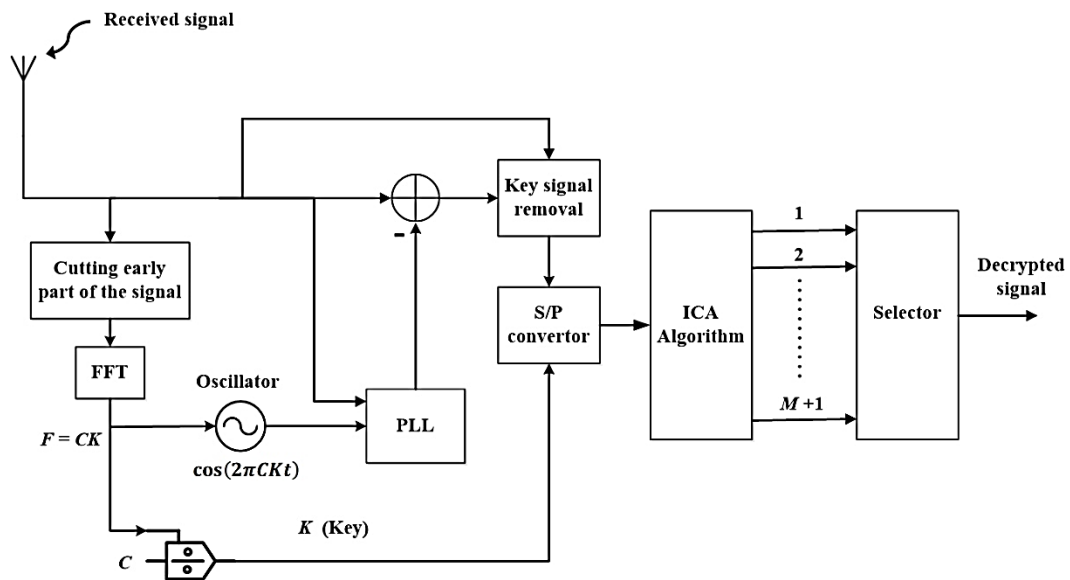 Received signal
Key signal
removal
Cutting early
part of the signal
S/P
convertor
ICA
Algorithm
1
2
M +1
Selector
Decrypted
signal
FFT
Oscillator
PLL
F = CK
cos(2πCKt)
K (Key)
C